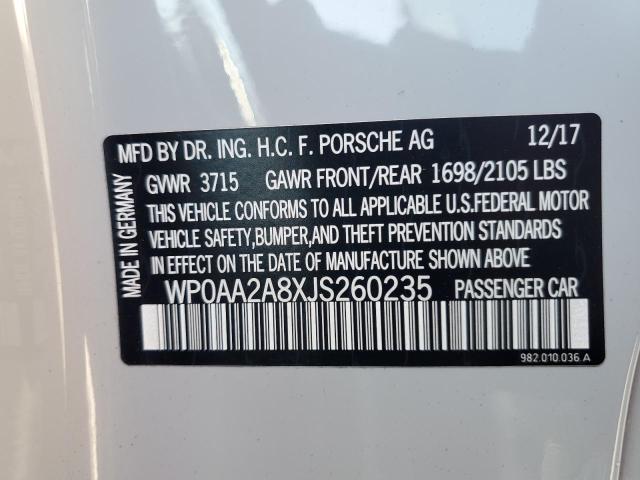 MFD BY DR. ING. H.C. F. PORSCHE AG 12/17
GVWR 3715 GAWR FRONT/REAR 1698/2105 LBS
THIS VEHICLE CONFORMS TO ALL APPLICABLE U.S.FEDERAL MOTOR
VEHICLE SAFETY,BUMPER,AND THEFT PREVENTION STANDARDS
IN EFFECT ON THE DATE OF MANUFACTURE SHOWN ABOVE.
WP0AA2A8XJS260235 PASSENGER CAR
982.010.036.A
MADE IN GERMANY